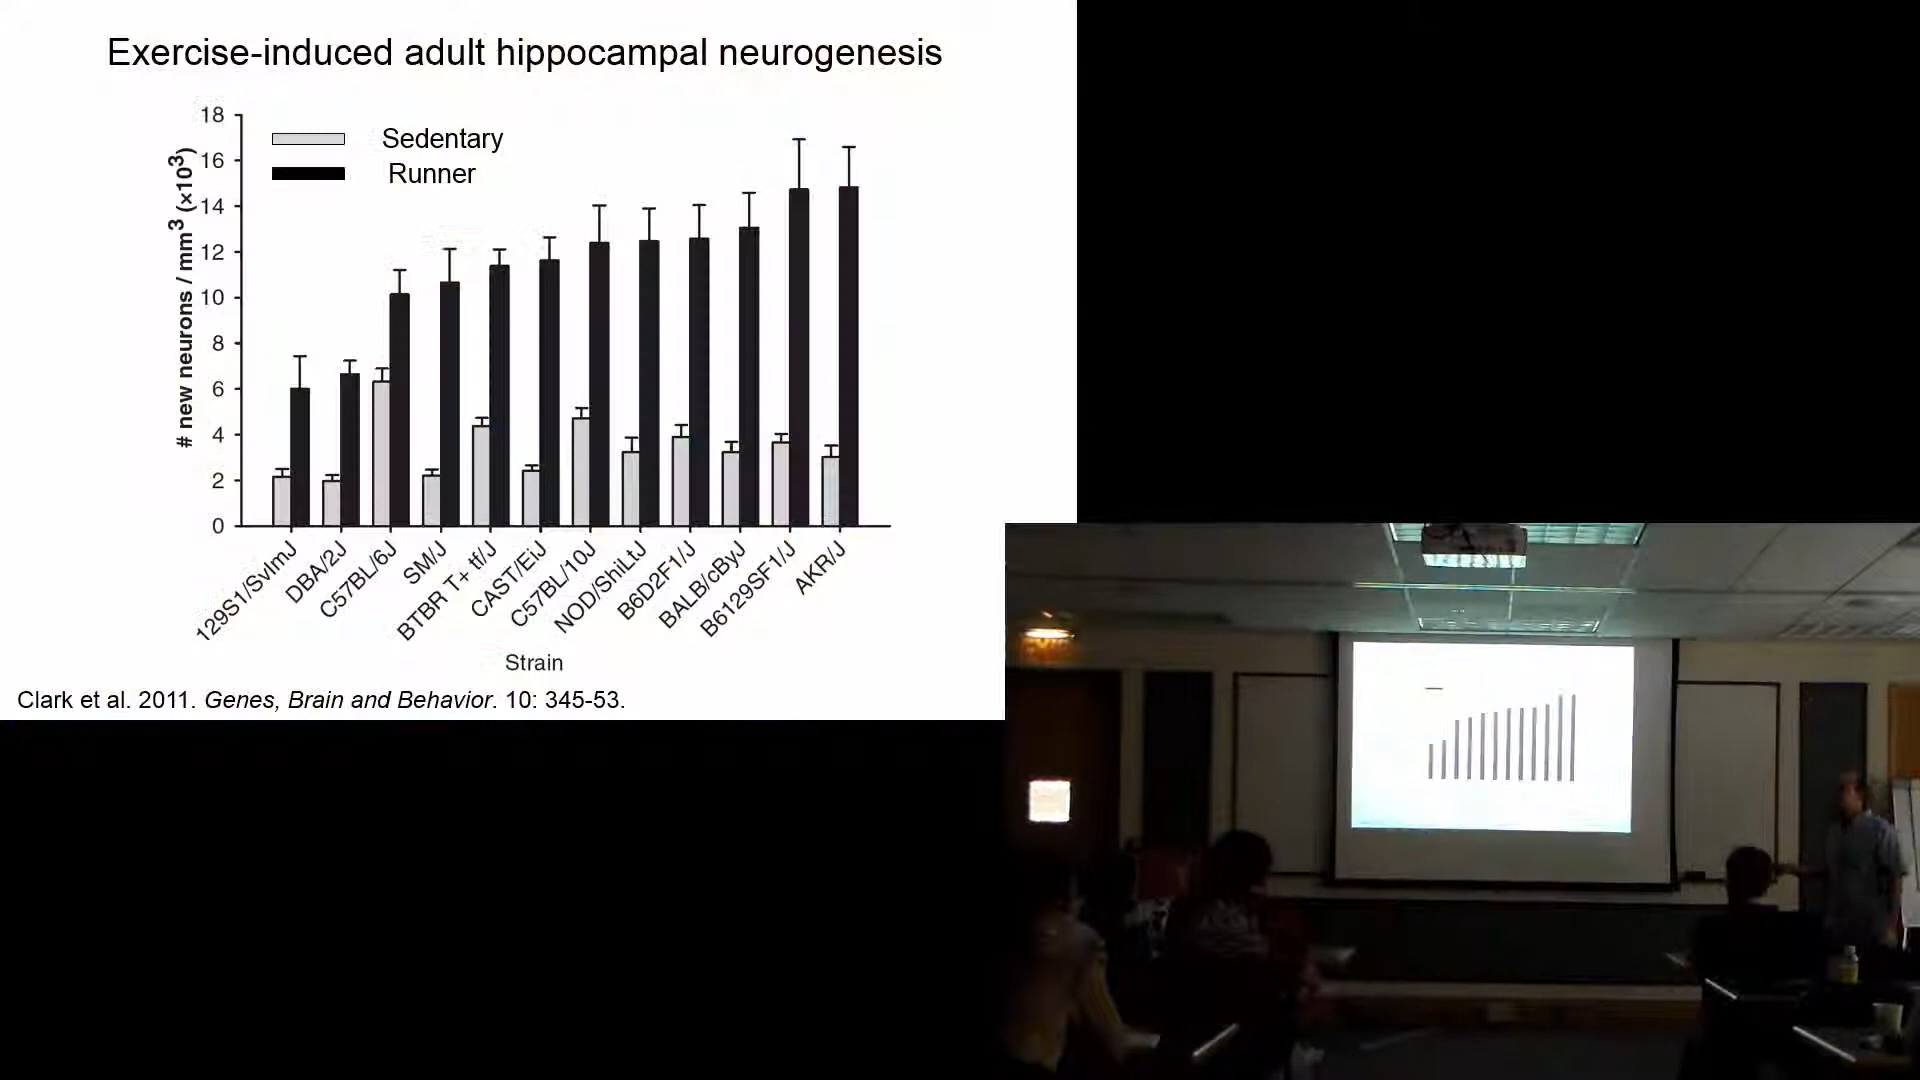 Exercise-induced adult hippocampal neurogenesis
18
16
14
12
10
8
6
4
2
0
# new neurons / mm³ (×10³)
Sedentary
Runner
129S1/SvImJ
DBA/2J
C57BL/6J
SM/J
BTBR T+ tf/J
CAST/EiJ
C57BL/10J
NOD/ShiLtJ
B6D2F1/J
BALB/cByJ
B6129SF1/J
AKR/J
Strain
Clark et al. 2011. Genes, Brain and Behavior. 10: 345-53.